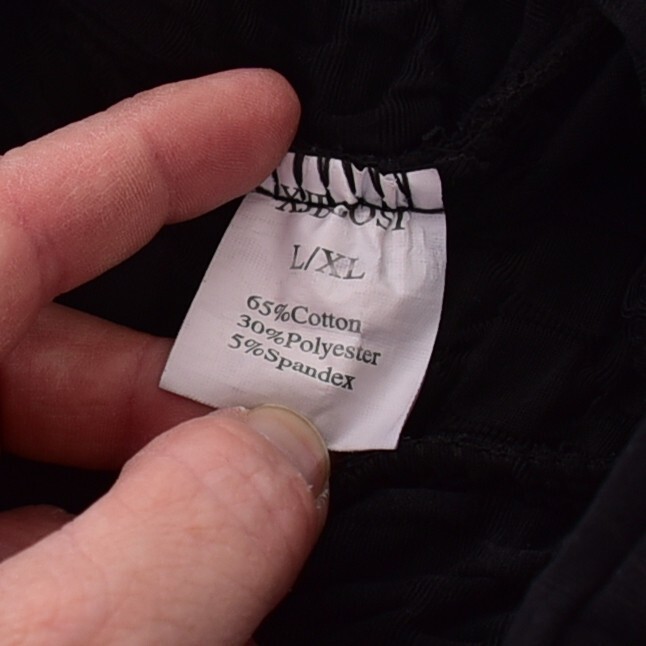 L/XL
65%Cotton
30%Polyester
5%Spandex